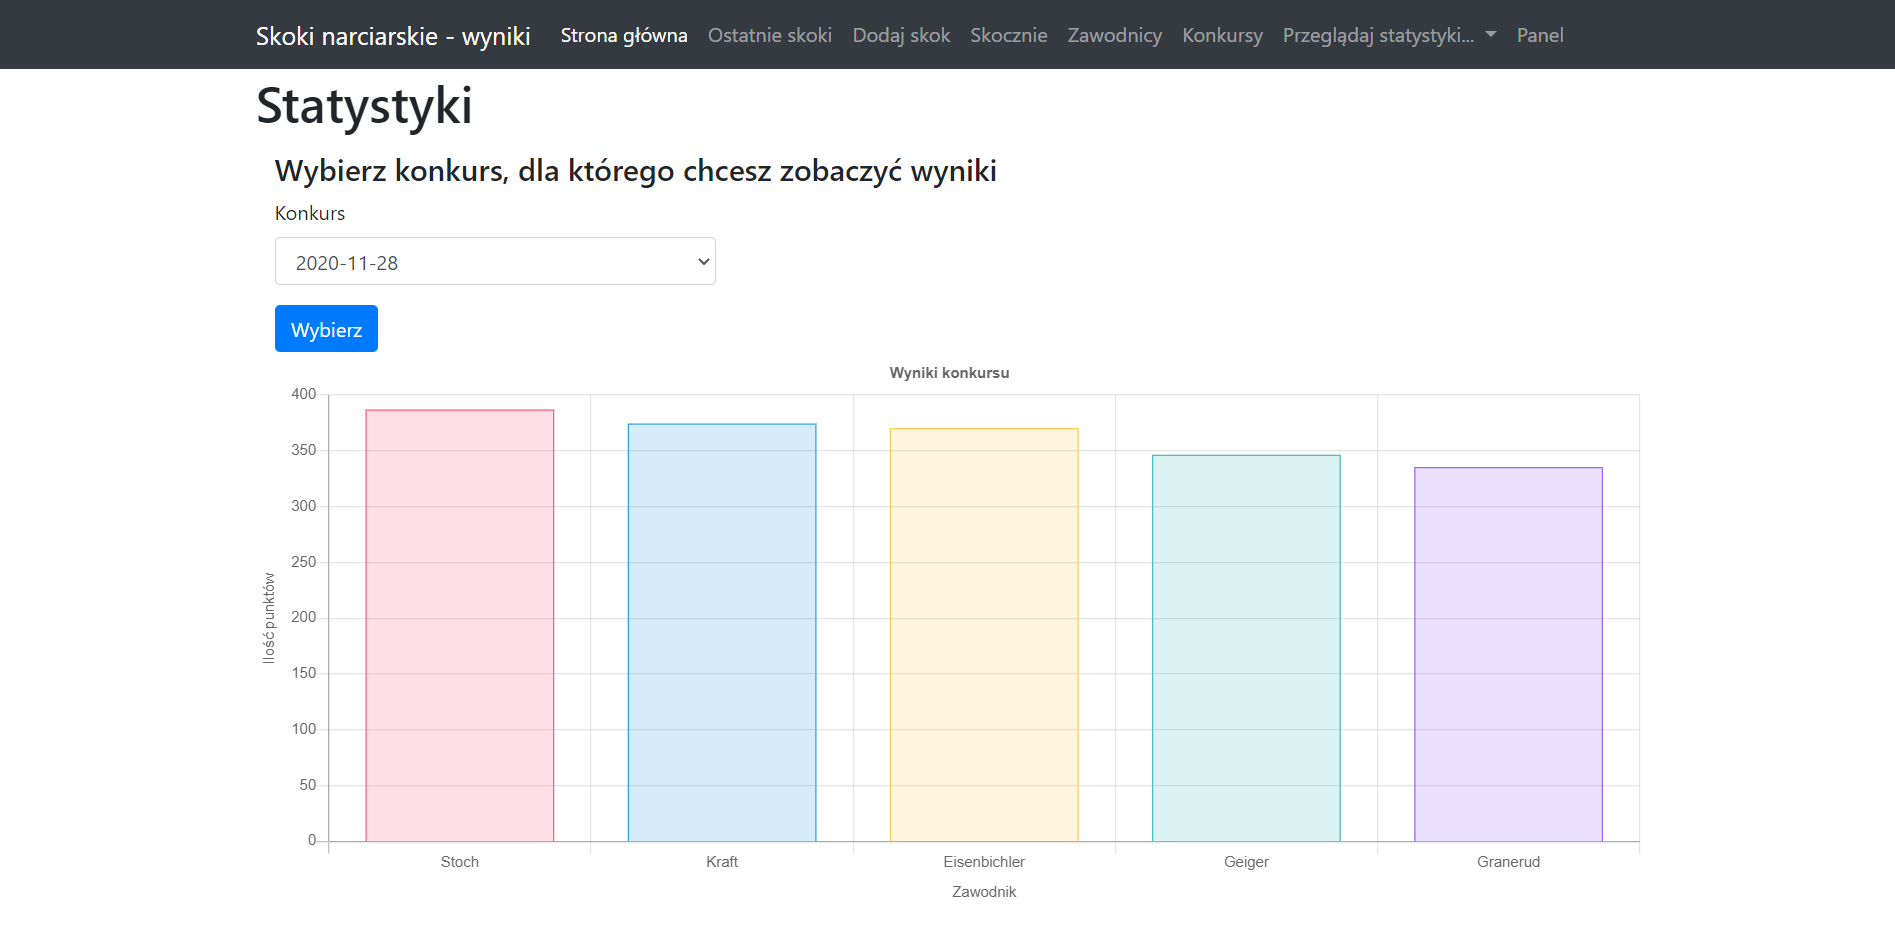 Skoki narciarskie - wyniki Strona główna Ostatnie skoki Dodaj skok Skocznie Zawodnicy Konkursy Przeglądaj statystyki... Panel
Statystyki
Wybierz konkurs, dla którego chcesz zobaczyć wyniki
Konkurs
2020-11-28
Wybierz
Wyniki konkursu
Ilość punktów
400
350
300
250
200
150
100
50
0
Stoch Kraft Eisenbichler Geiger Granerud
Zawodnik